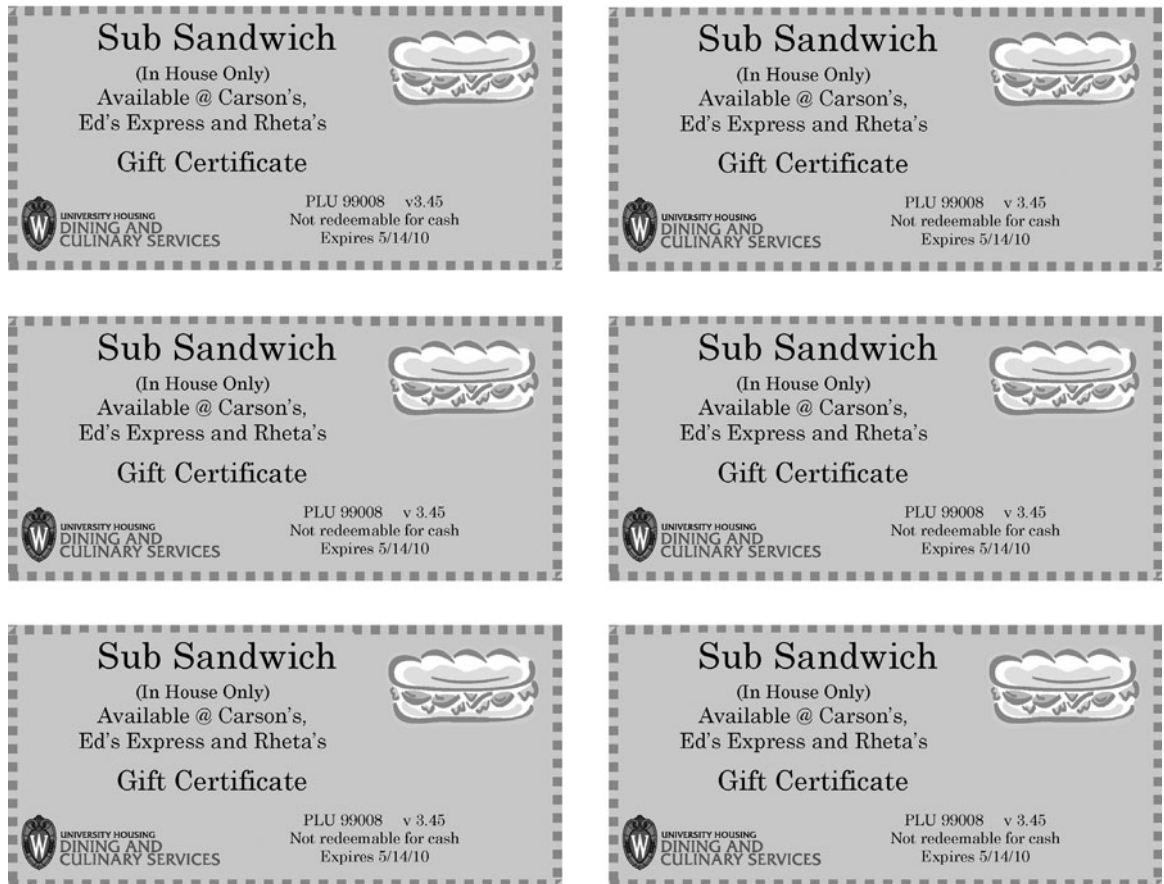 Sub Sandwich
(In House Only)
Available @ Carson's,
Ed's Express and Rheta's
Gift Certificate
W
UNIVERSITY HOUSING
DINING AND
CULINARY SERVICES
PLU 99008 v3.45
Not redeemable for cash
Expires 5/14/10
Sub Sandwich
(In House Only)
Available @ Carson's,
Ed's Express and Rheta's
Gift Certificate
W
UNIVERSITY HOUSING
DINING AND
CULINARY SERVICES
PLU 99008 v 3.45
Not redeemable for cash
Expires 5/14/10
Sub Sandwich
(In House Only)
Available @ Carson's,
Ed's Express and Rheta's
Gift Certificate
W
UNIVERSITY HOUSING
DINING AND
CULINARY SERVICES
PLU 99008 v 3.45
Not redeemable for cash
Expires 5/14/10
Sub Sandwich
(In House Only)
Available @ Carson's,
Ed's Express and Rheta's
Gift Certificate
W
UNIVERSITY HOUSING
DINING AND
CULINARY SERVICES
PLU 99008 v 3.45
Not redeemable for cash
Expires 5/14/10
Sub Sandwich
(In House Only)
Available @ Carson's,
Ed's Express and Rheta's
Gift Certificate
W
UNIVERSITY HOUSING
DINING AND
CULINARY SERVICES
PLU 99008 v 3.45
Not redeemable for cash
Expires 5/14/10
Sub Sandwich
(In House Only)
Available @ Carson's,
Ed's Express and Rheta's
Gift Certificate
W
UNIVERSITY HOUSING
DINING AND
CULINARY SERVICES
PLU 99008 v 3.45
Not redeemable for cash
Expires 5/14/10